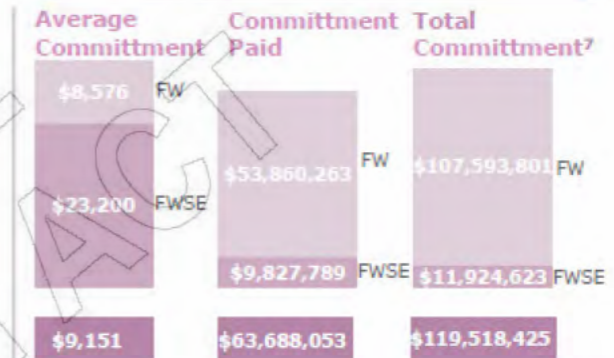 Average Committment
Committment Paid
Total Committment⁷
$8,576 FW
$23,200 FWSE
$9,151
$53,860,263 FW
$9,827,789 FWSE
$63,688,053
$107,593,801 FW
$11,924,623 FWSE
$119,518,425
ACT